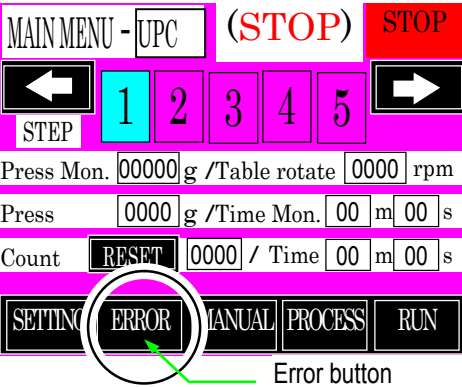 MAIN MENU - UPC (STOP) STOP
STEP 1 2 3 4 5
Press Mon. 00000 g /Table rotate 0000 rpm
Press 0000 g /Time Mon. 00 m 00 s
Count RESET 0000 / Time 00 m 00 s
SETTING ERROR MANUAL PROCESS RUN
Error button